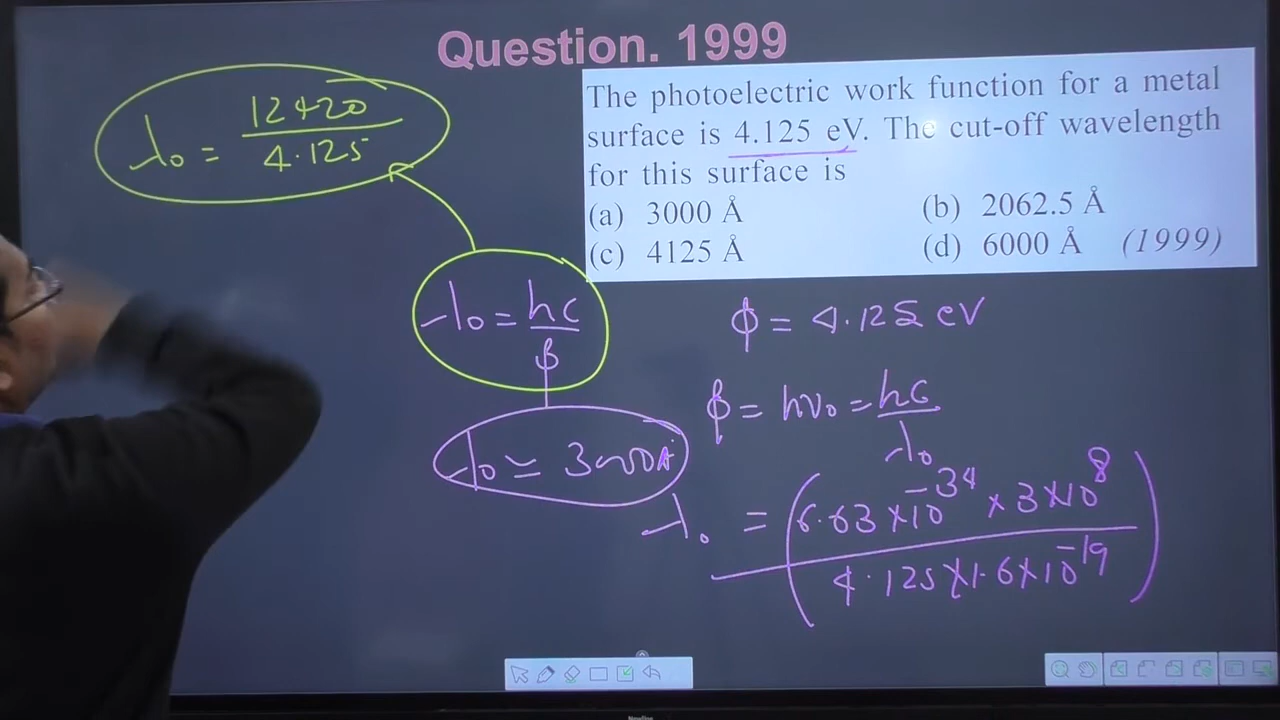 Question. 1999
The photoelectric work function for a metal
surface is 4.125 eV. The cut-off wavelength
for this surface is
(a) 3000 Å (b) 2062.5 Å
(c) 4125 Å (d) 6000 Å (1999)
λ₀ = 12420 / 4.125
λ₀ = hc / ϕ
λ₀ ≃ 3000Å
ϕ = 4.125 eV
ϕ = hν₀ = hc / λ₀
λ₀ = (6.63×10⁻³⁴ × 3×10⁸ / 4.125×1.6×10⁻¹⁹)